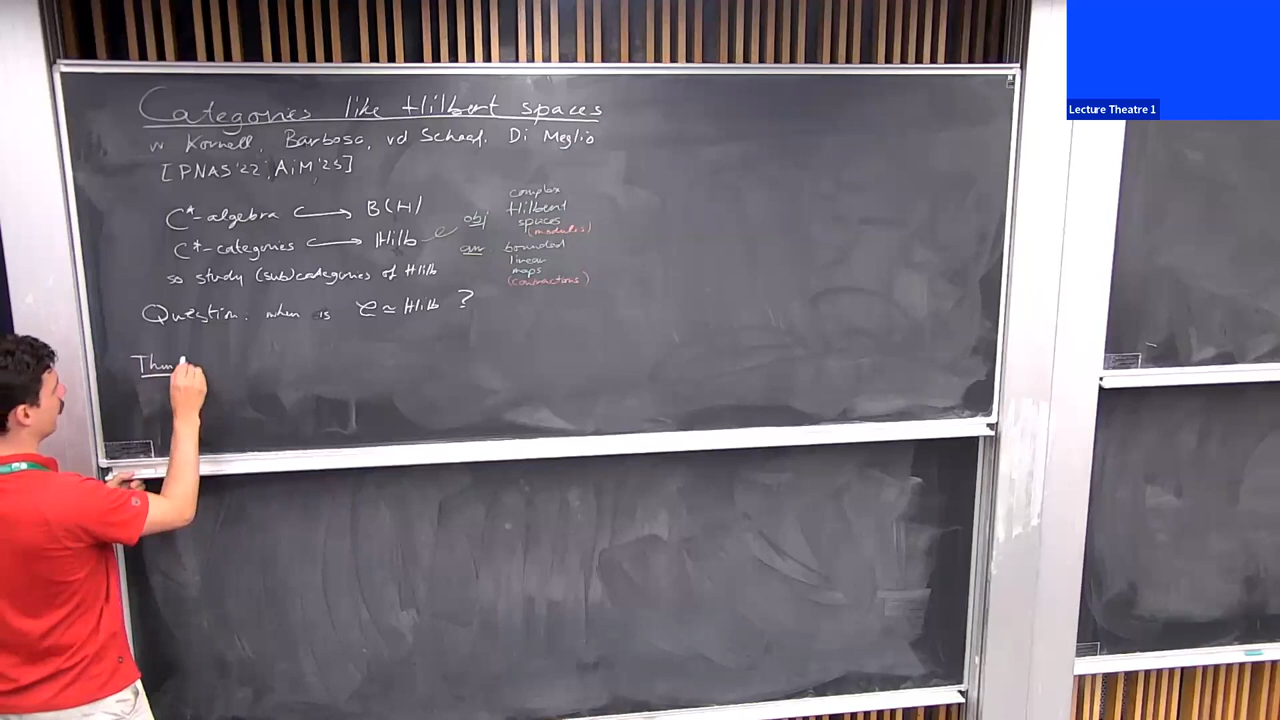 Categories like Hilbert spaces
w Kornell, Barbosa, vd Schaaf, Di Meglio
[PNAS'22, AiM'25]
C*-algebra ↪ B(H)
C*-categories ↪ Hilb
obj complex
Hilbert
spaces
(modules)
arr bounded
linear
maps
(contractions)
so study (sub)categories of Hilb
Question: when is C ≃ Hilb ?
Thm
Lecture Theatre 1